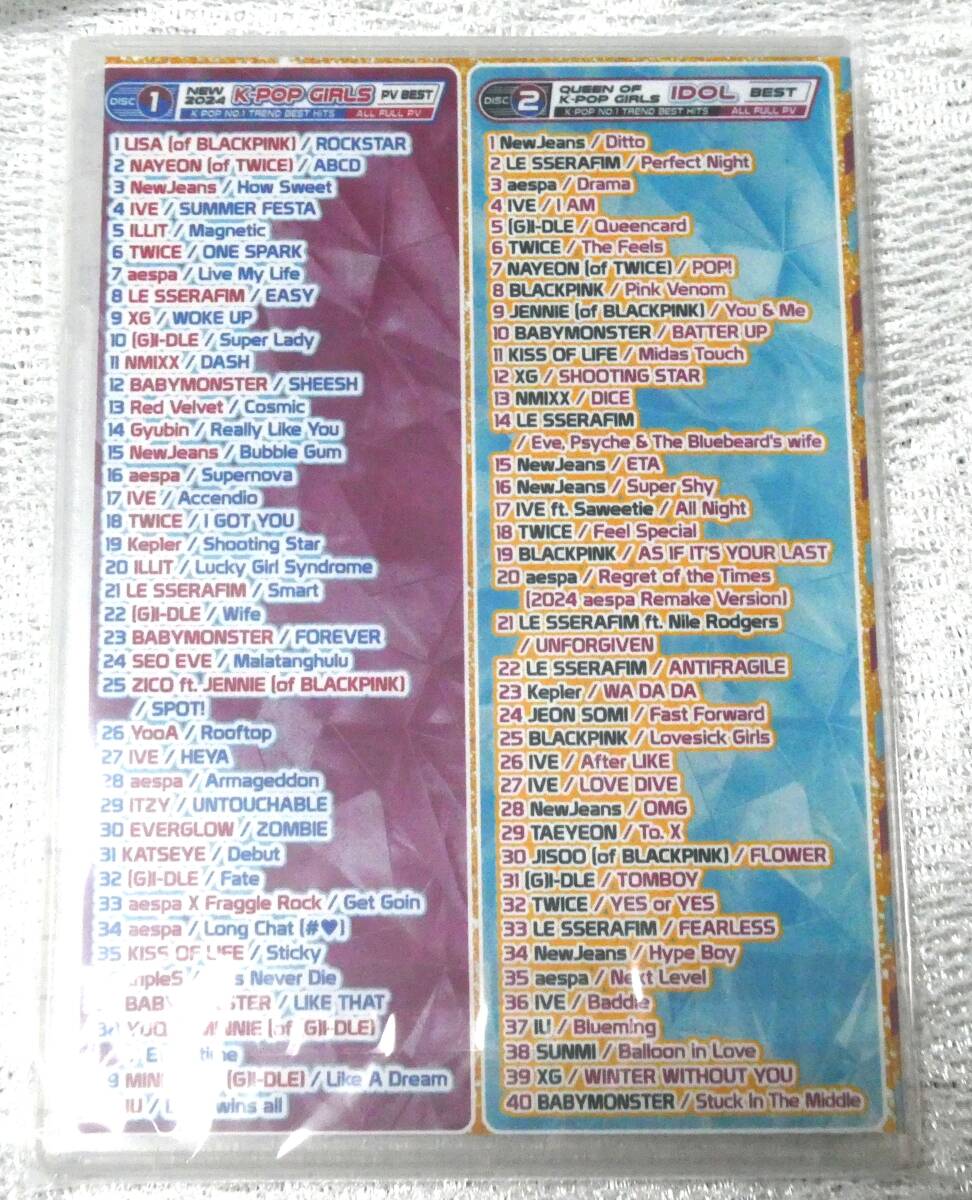 DISC 1 NEW 2024 K-POP GIRLS PV BEST
K POP NO.1 TREND BEST HITS ALL FULL PV
1 LISA (of BLACKPINK) / ROCKSTAR
2 NAYEON (of TWICE) / ABCD
3 NewJeans / How Sweet
4 IVE / SUMMER FESTA
5 ILLIT / Magnetic
6 TWICE / ONE SPARK
7 aespa / Live My Life
8 LE SSERAFIM / EASY
9 XG / WOKE UP
10 (G)I-DLE / Super Lady
11 NMIXX / DASH
12 BABYMONSTER / SHEESH
13 Red Velvet / Cosmic
14 Gyubin / Really Like You
15 NewJeans / Bubble Gum
16 aespa / Supernova
17 IVE / Accendio
18 TWICE / I GOT YOU
19 Kepler / Shooting Star
20 ILLIT / Lucky Girl Syndrome
21 LE SSERAFIM / Smart
22 (G)I-DLE / Wife
23 BABYMONSTER / FOREVER
24 SEO EVE / Malatanghulu
25 ZICO ft. JENNIE (of BLACKPINK)
/ SPOT!
26 YooA / Rooftop
27 IVE / HEYA
28 aespa / Armageddon
29 ITZY / UNTOUCHABLE
30 EVERGLOW / ZOMBIE
31 KATSEYE / Debut
32 (G)I-DLE / Fate
33 aespa X Fraggle Rock / Get Goin
34 aespa / Long Chat (#♥)
35 KISS OF LIFE / Sticky
Never Die
BABYMONSTER / LIKE THAT
(of (G)I-DLE)
(G)I-DLE) / Like A Dream
IU / wins all
DISC 2 QUEEN OF K-POP GIRLS IDOL BEST
K POP NO.1 TREND BEST HITS ALL FULL PV
1 NewJeans / Ditto
2 LE SSERAFIM / Perfect Night
3 aespa / Drama
4 IVE / I AM
5 (G)I-DLE / Queencard
6 TWICE / The Feels
7 NAYEON (of TWICE) / POP!
8 BLACKPINK / Pink Venom
9 JENNIE (of BLACKPINK) / You & Me
10 BABYMONSTER / BATTER UP
11 KISS OF LIFE / Midas Touch
12 XG / SHOOTING STAR
13 NMIXX / DICE
14 LE SSERAFIM
/ Eve, Psyche & The Bluebeard's wife
15 NewJeans / ETA
16 NewJeans / Super Shy
17 IVE ft. Saweetie / All Night
18 TWICE / Feel Special
19 BLACKPINK / AS IF IT'S YOUR LAST
20 aespa / Regret of the Times
(2024 aespa Remake Version)
21 LE SSERAFIM ft. Nile Rodgers
/ UNFORGIVEN
22 LE SSERAFIM / ANTIFRAGILE
23 Kepler / WA DA DA
24 JEON SOMI / Fast Forward
25 BLACKPINK / Lovesick Girls
26 IVE / After LIKE
27 IVE / LOVE DIVE
28 NewJeans / OMG
29 TAEYEON / To. X
30 JISOO (of BLACKPINK) / FLOWER
31 (G)I-DLE / TOMBOY
32 TWICE / YES or YES
33 LE SSERAFIM / FEARLESS
34 NewJeans / Hype Boy
35 aespa / Next Level
36 IVE / Baddie
37 IU / Blueming
38 SUNMI / Balloon in Love
39 XG / WINTER WITHOUT YOU
40 BABYMONSTER / Stuck In The Middle